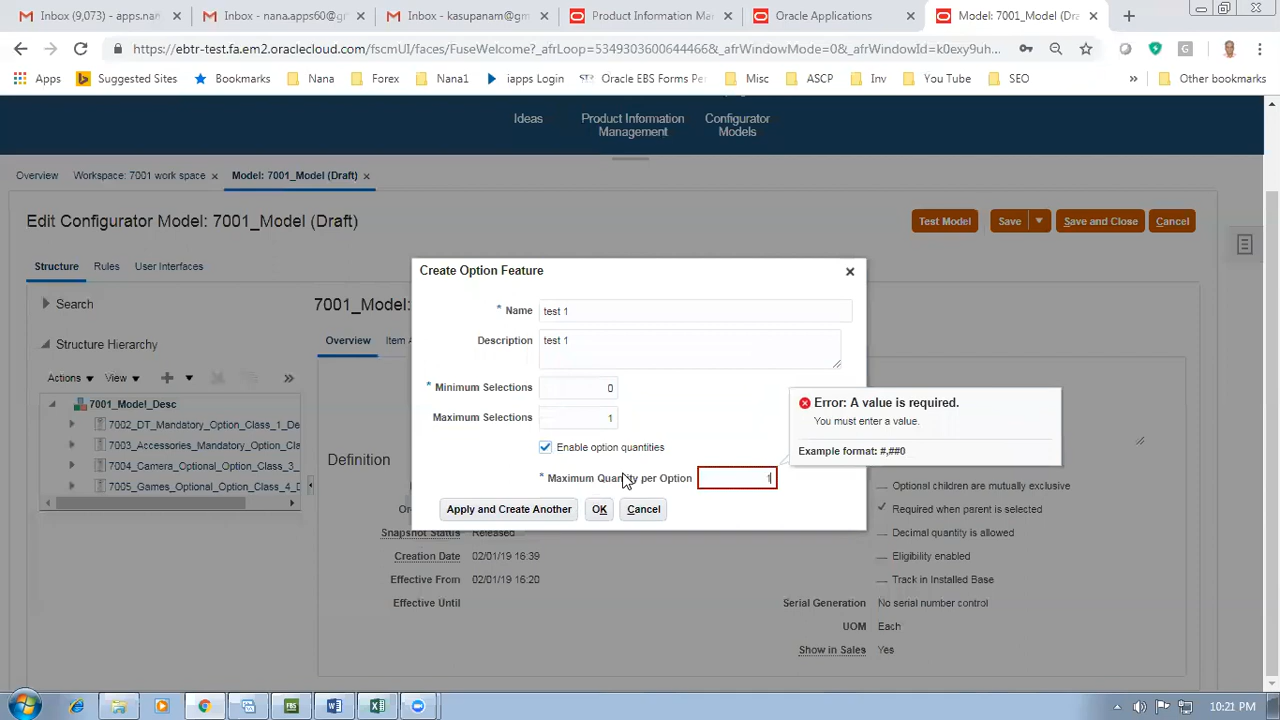 Inbox (9,073) - apps.na
Inbox - nana.apps60@g
Inbox - kasupanam@gm
Product Information Ma
Oracle Applications
Model: 7001_Model (Dra
https://ebtr-test.fa.em2.oraclecloud.com/fscmUI/faces/FuseWelcome?_afrLoop=53493036006444466&_afrWindowMode=0&_afrWindowId=k0exy9uh...
Apps
Suggested Sites
Nana
Forex
Nana1
iapps Login
Oracle EBS Forms Per
Misc
ASCP
Inv
You Tube
SEO
»
Other bookmarks
Ideas
Product Information Management
Configurator Models
Overview
Workspace: 7001 work space
Model: 7001_Model (Draft)
Edit Configurator Model: 7001_Model (Draft)
Test Model
Save
Save and Close
Cancel
Structure
Rules
User Interfaces
Search
7001_Model:
Structure Hierarchy
Overview
Item A
Actions
View
»
7001_Model_Desc
7002_DT_Mandatory_Option_Class_1_De
7003_Accessories_Mandatory_Option_Cl
7004_Camera_Optional_Option_Class_3_
7005_Games_Optional_Option_Class_4_D
Definition
Create Option Feature
* Name test 1
Description test 1
* Minimum Selections 0
Maximum Selections 1
Enable option quantities
* Maximum Quantity per Option 1
Apply and Create Another
OK
Cancel
Error: A value is required.
You must enter a value.
Example format: #,##0
Optional children are mutually exclusive
Required when parent is selected
Snapshot Status Released
Decimal quantity is allowed
Creation Date 02/01/19 16:39
Eligibility enabled
Effective From 02/01/19 16:20
Track in Installed Base
Effective Until
Serial Generation No serial number control
UOM Each
Show in Sales Yes
10:21 PM